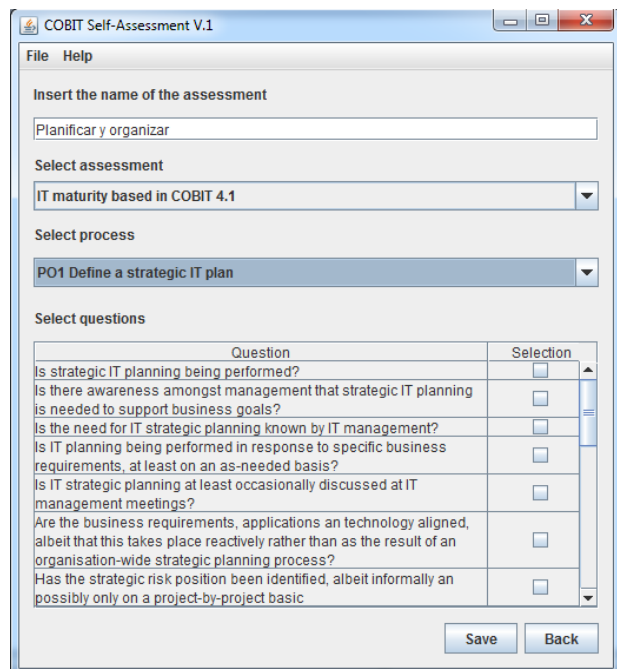 COBIT Self-Assessment V.1
File Help
Insert the name of the assessment
Planificar y organizar
Select assessment
IT maturity based in COBIT 4.1
Select process
PO1 Define a strategic IT plan
Select questions
Question Selection
Is strategic IT planning being performed?
Is there awareness amongst management that strategic IT planning
is needed to support business goals?
Is the need for IT strategic planning known by IT management?
Is IT planning being performed in response to specific business
requirements, at least on an as-needed basis?
Is IT strategic planning at least occasionally discussed at IT
management meetings?
Are the business requirements, applications an technology aligned,
albeit that this takes place reactively rather than as the result of an
organisation-wide strategic planning process?
Has the strategic risk position been identified, albeit informally an
possibly only on a project-by-project basic
Save Back